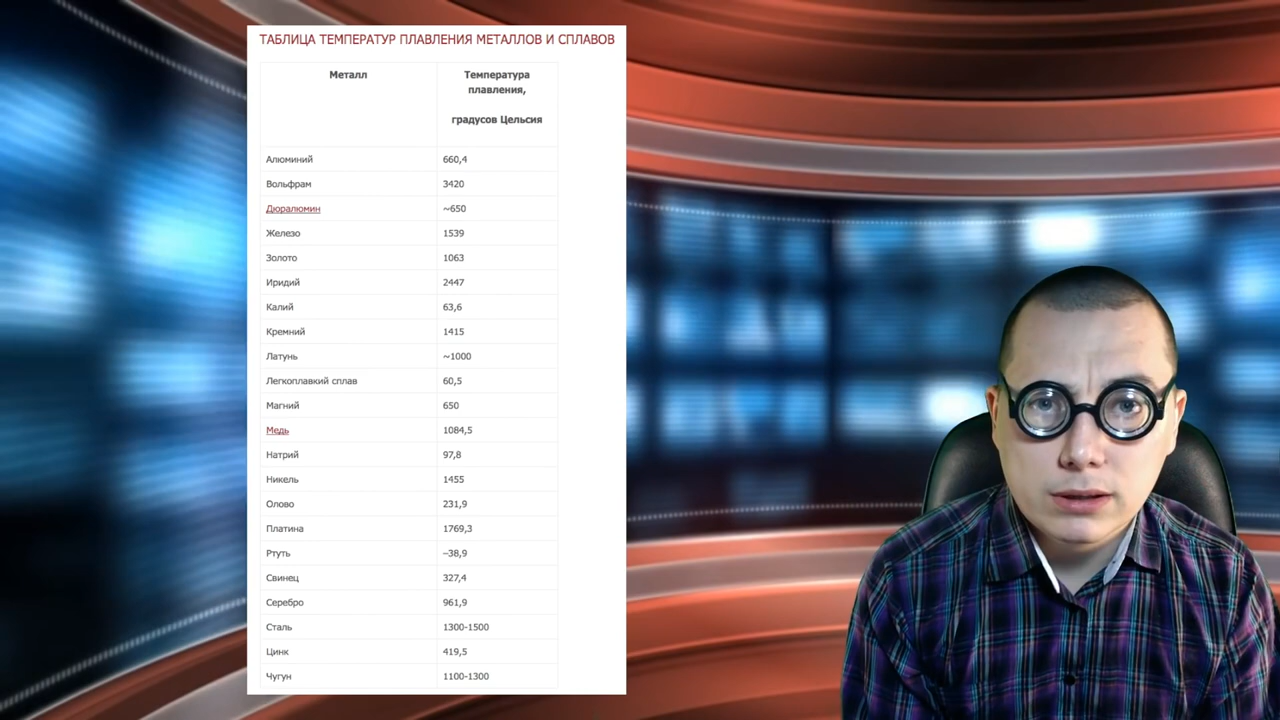 ТАБЛИЦА ТЕМПЕРАТУР ПЛАВЛЕНИЯ МЕТАЛЛОВ И СПЛАВОВ
Металл
Температура
плавления,
градусов Цельсия
Алюминий 660,4
Вольфрам 3420
Дюралюмин ~650
Железо 1539
Золото 1063
Иридий 2447
Калий 63,6
Кремний 1415
Латунь ~1000
Легкоплавкий сплав 60,5
Магний 650
Медь 1084,5
Натрий 97,8
Никель 1455
Олово 231,9
Платина 1769,3
Ртуть –38,9
Свинец 327,4
Серебро 961,9
Сталь 1300-1500
Цинк 419,5
Чугун 1100-1300